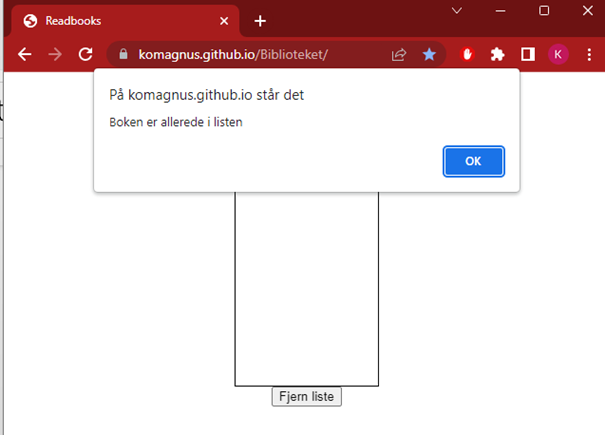 Readbooks
komagnus.github.io/Biblioteket/
K
På komagnus.github.io står det
Boken er allerede i listen
OK
Fjern liste